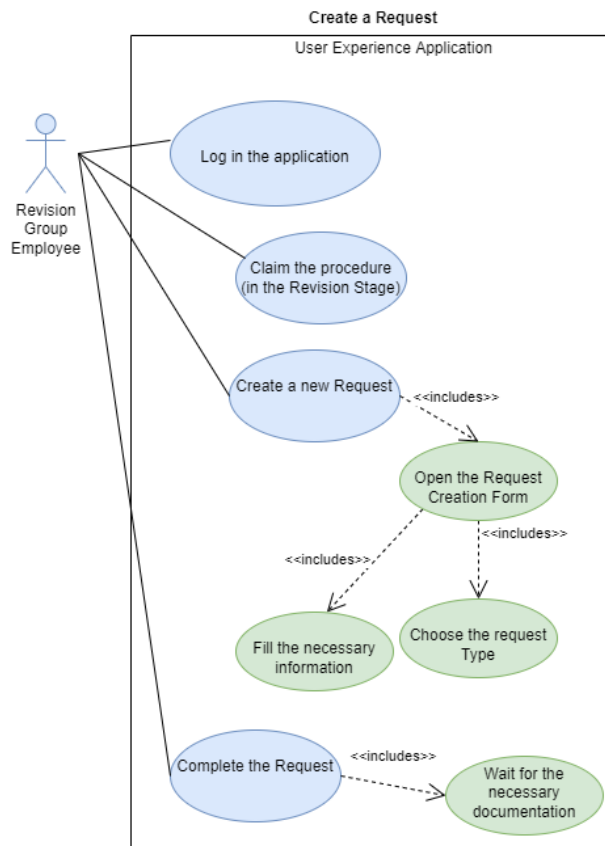 Create a Request
User Experience Application
Log in the application
Revision
Group
Employee
Claim the procedure
(in the Revision Stage)
Create a new Request
<<includes>>
Open the Request
Creation Form
<<includes>>
<<includes>>
Fill the necessary
information
Choose the request
Type
Complete the Request
<<includes>>
Wait for the
necessary
documentation